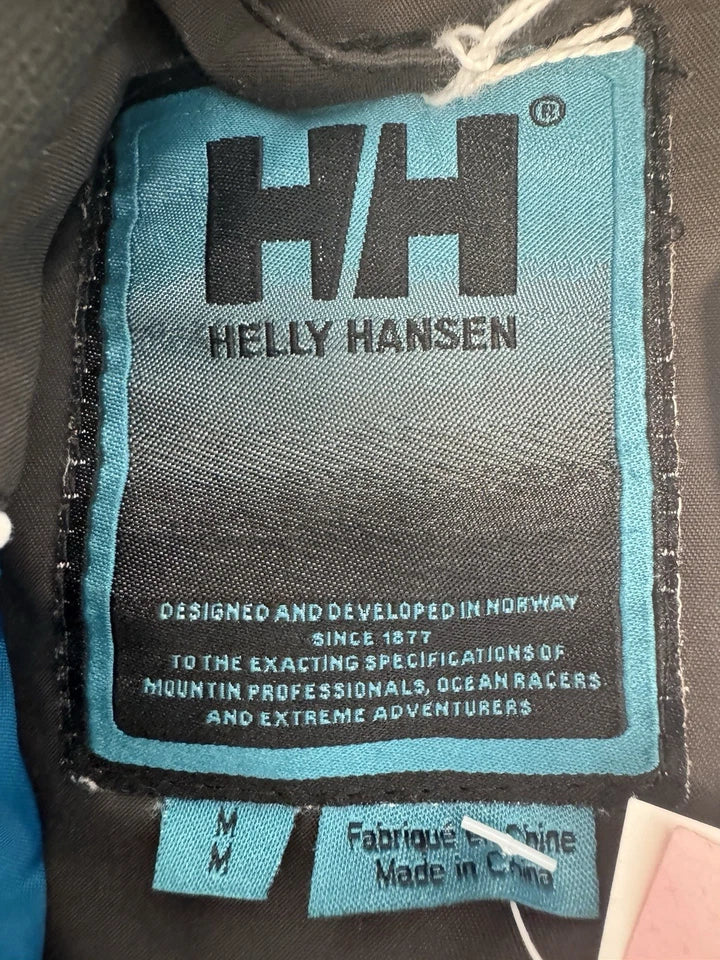 HH®
HELLY HANSEN
DESIGNED AND DEVELOPED IN NORWAY
SINCE 1877
TO THE EXACTING SPECIFICATIONS OF
MOUNTIN PROFESSIONALS, OCEAN RACERS
AND EXTREME ADVENTURERS
M
M
Fabriqué en Chine
Made in China